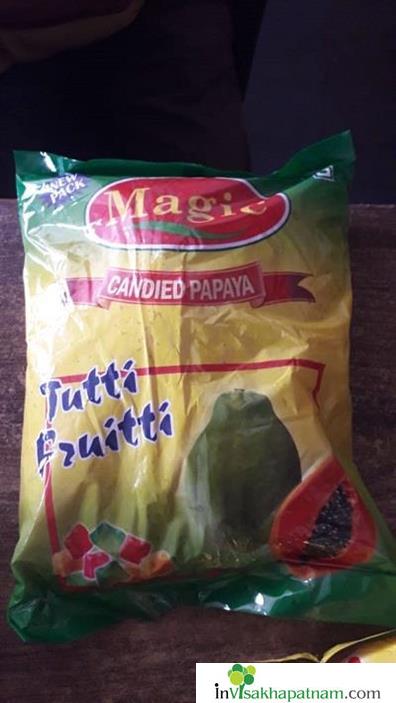 NEW
PACK
Magic
CANDIED PAPAYA
Tutti
Fruitti
inVisakhapatnam.com